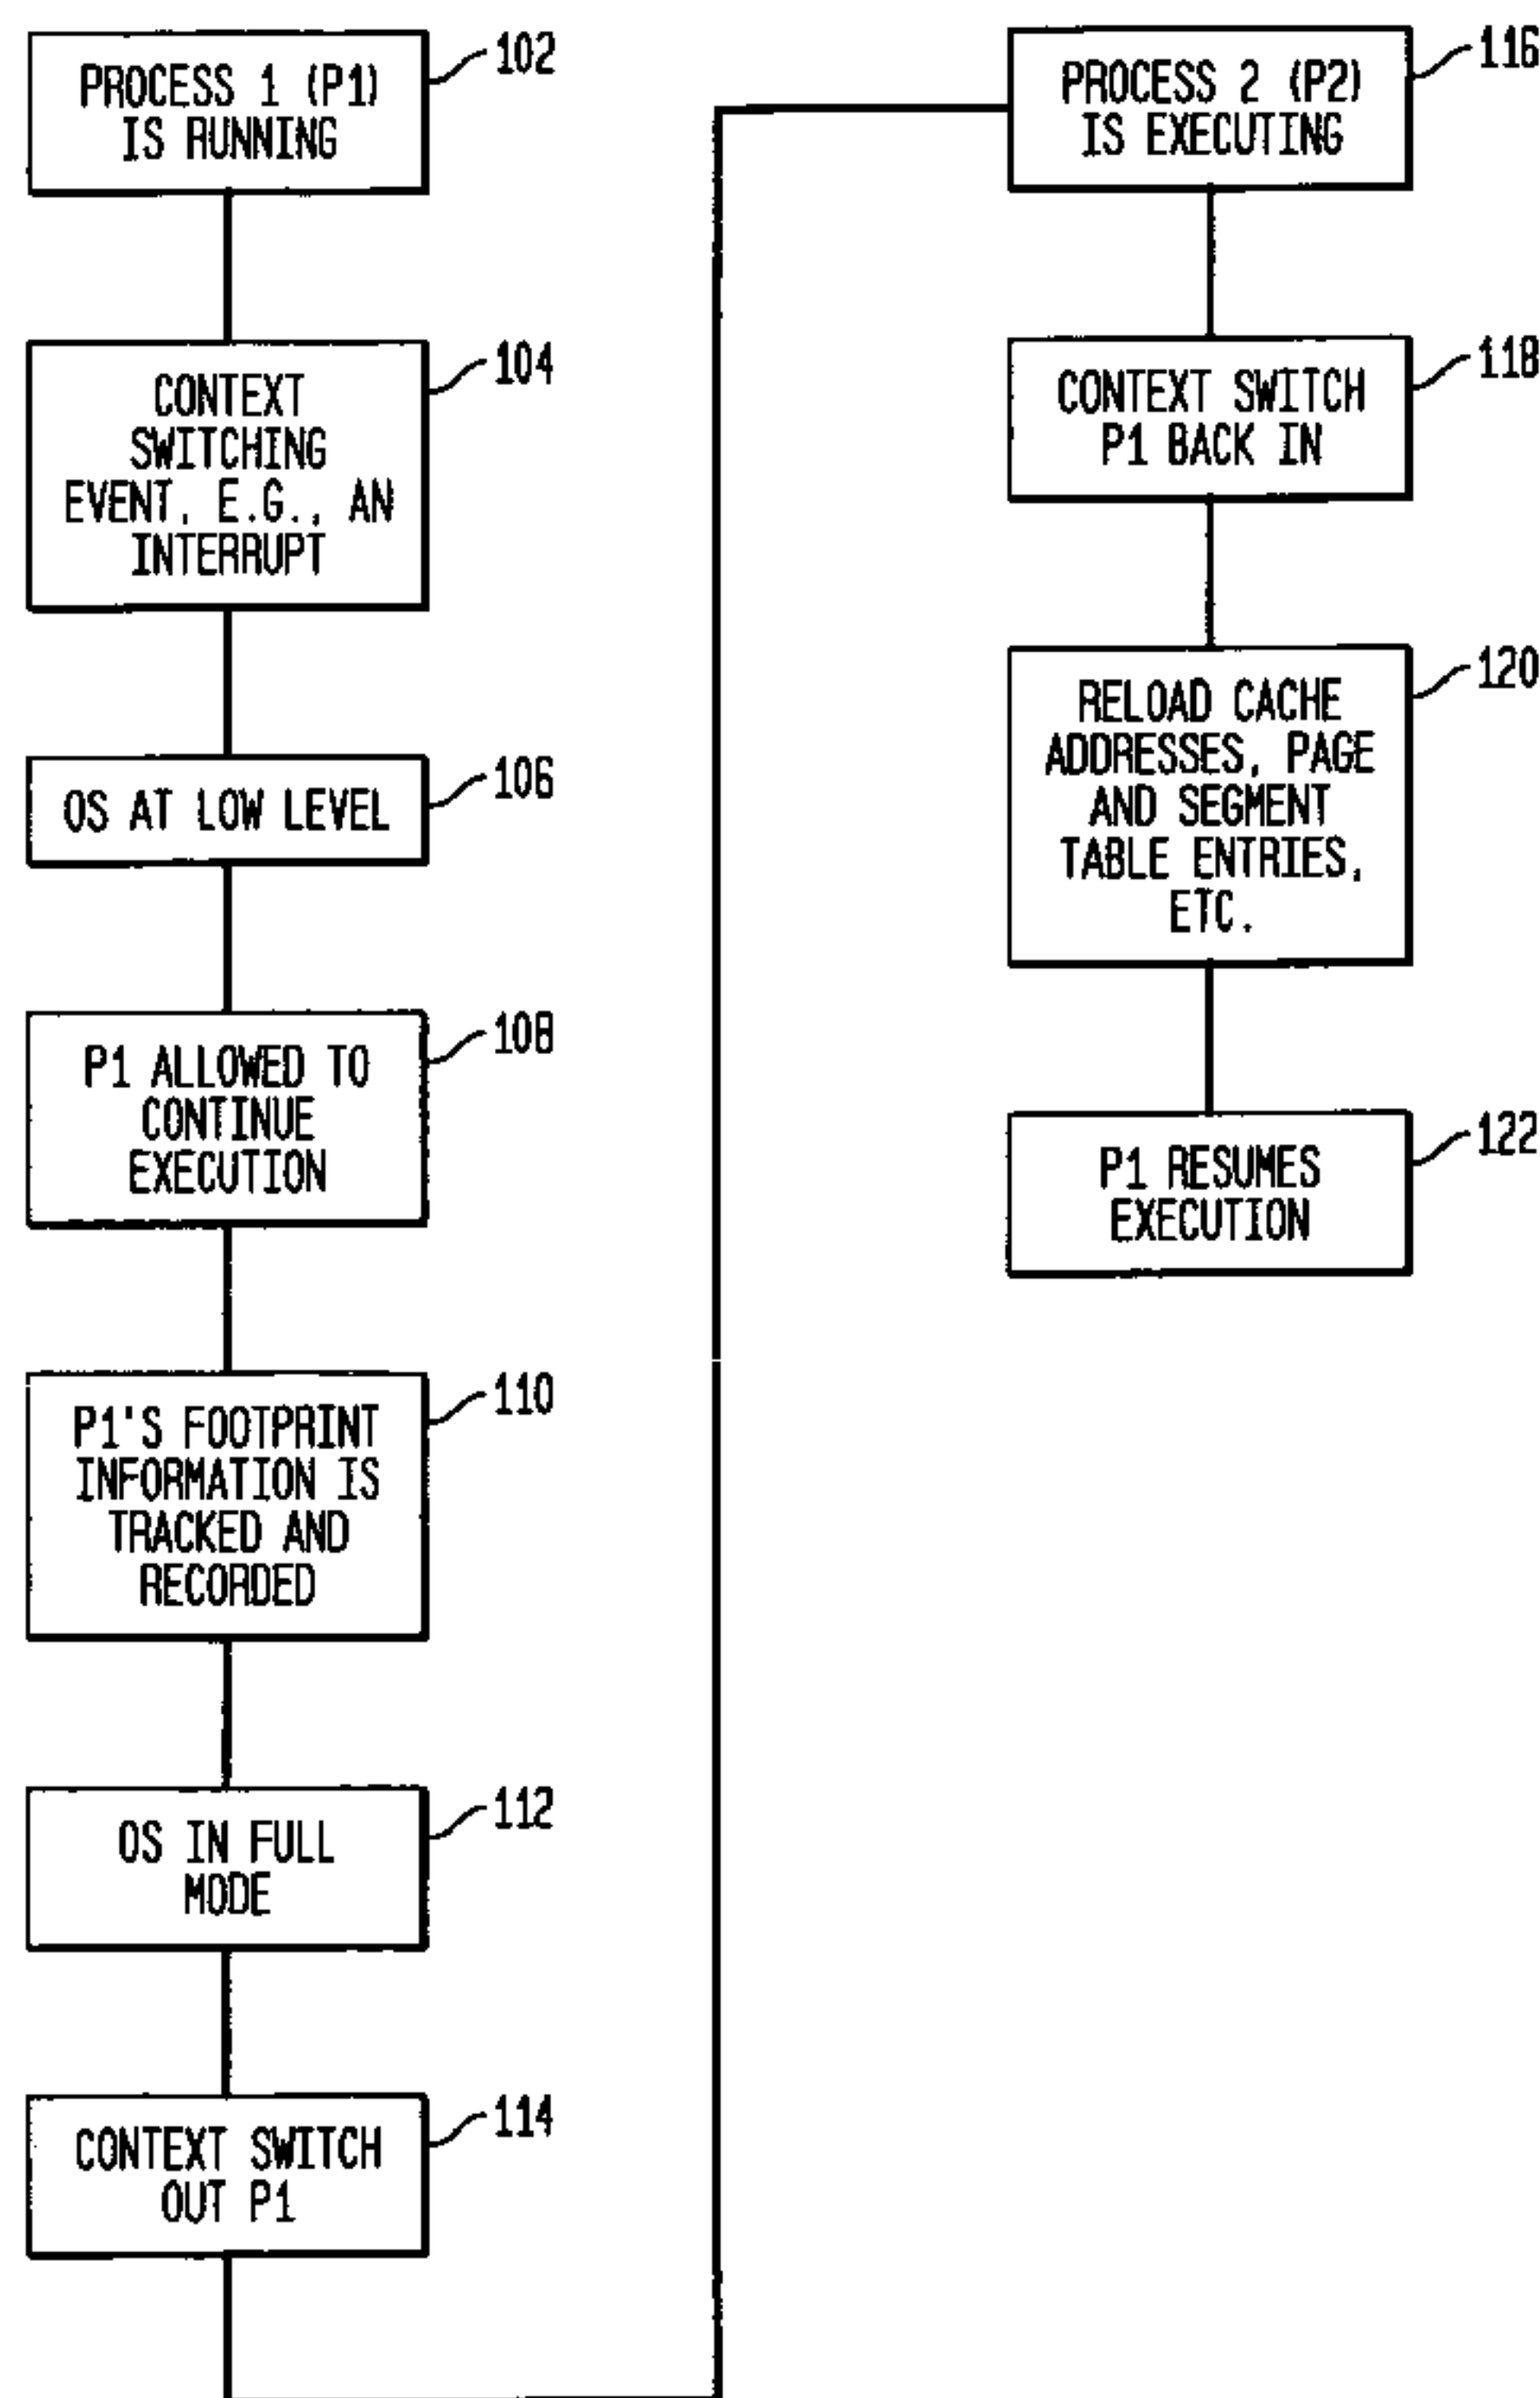 PROCESS 1 (P1)
IS RUNNING
102
CONTEXT
SWITCHING
EVENT, E.G., AN
INTERRUPT
104
OS AT LOW LEVEL
106
P1 ALLOWED TO
CONTINUE
EXECUTION
108
P1'S FOOTPRINT
INFORMATION IS
TRACKED AND
RECORDED
110
OS IN FULL
MODE
112
CONTEXT SWITCH
OUT P1
114
PROCESS 2 (P2)
IS EXECUTING
116
CONTEXT SWITCH
P1 BACK IN
118
RELOAD CACHE
ADDRESSES, PAGE
AND SEGMENT
TABLE ENTRIES,
ETC.
120
P1 RESUMES
EXECUTION
122